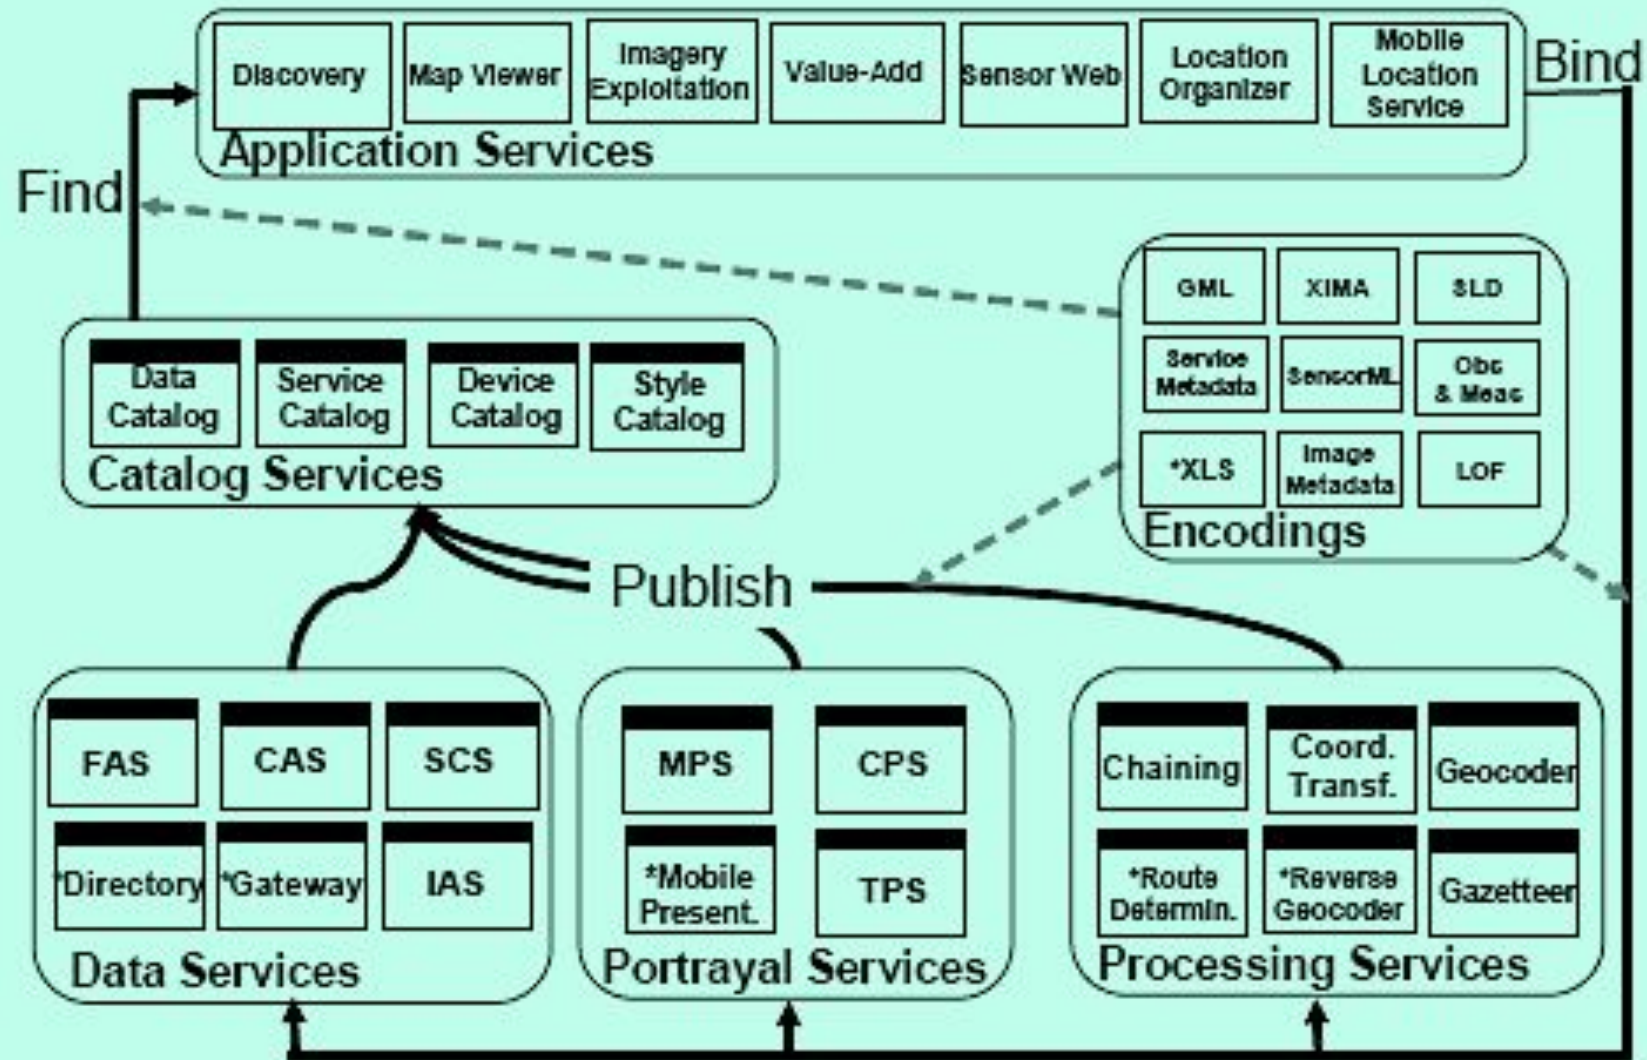 Discovery
Map Viewer
Imagery
Exploitation
Value-Add
Sensor Web
Location
Organizer
Mobile
Location
Service
Application Services
Bind
Find
GML
XIMA
SLD
Service
Metadata
SensorML
Obs
& Meas
*XLS
Image
Metadata
LOF
Encodings
Data
Catalog
Service
Catalog
Device
Catalog
Style
Catalog
Catalog Services
Publish
FAS
CAS
SCS
*Directory
*Gateway
IAS
Data Services
MPS
CPS
*Mobile
Present.
TPS
Portrayal Services
Chaining
Coord.
Transf.
Geocoder
*Route
Determin.
*Reverse
Geocoder
Gazetteer
Processing Services